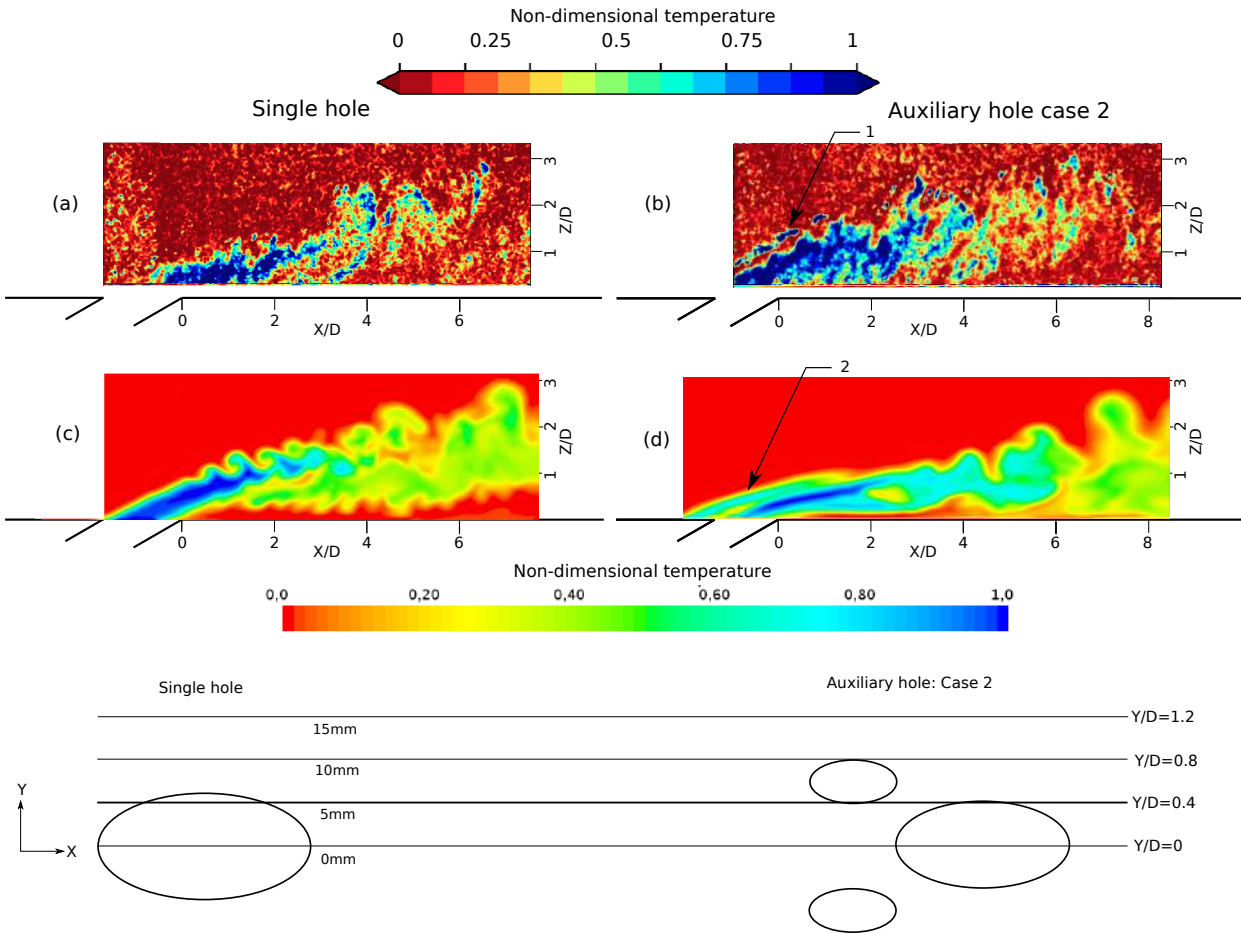 Non-dimensional temperature
0 0.25 0.5 0.75 1
Single hole
Auxiliary hole case 2
1
(a)
3
2
1
Z/D
(b)
3
2
1
Z/D
0 2 4 6
X/D
0 2 4 6 8
X/D
2
(c)
3
2
1
Z/D
(d)
3
2
1
Z/D
0 2 4 6
X/D
0 2 4 6 8
X/D
Non-dimensional temperature
0,0 0,20 0,40 0,60 0,80 1,0
Single hole
Auxiliary hole: Case 2
15mm
Y/D=1.2
10mm
Y/D=0.8
5mm
Y/D=0.4
0mm
Y/D=0
Y
X